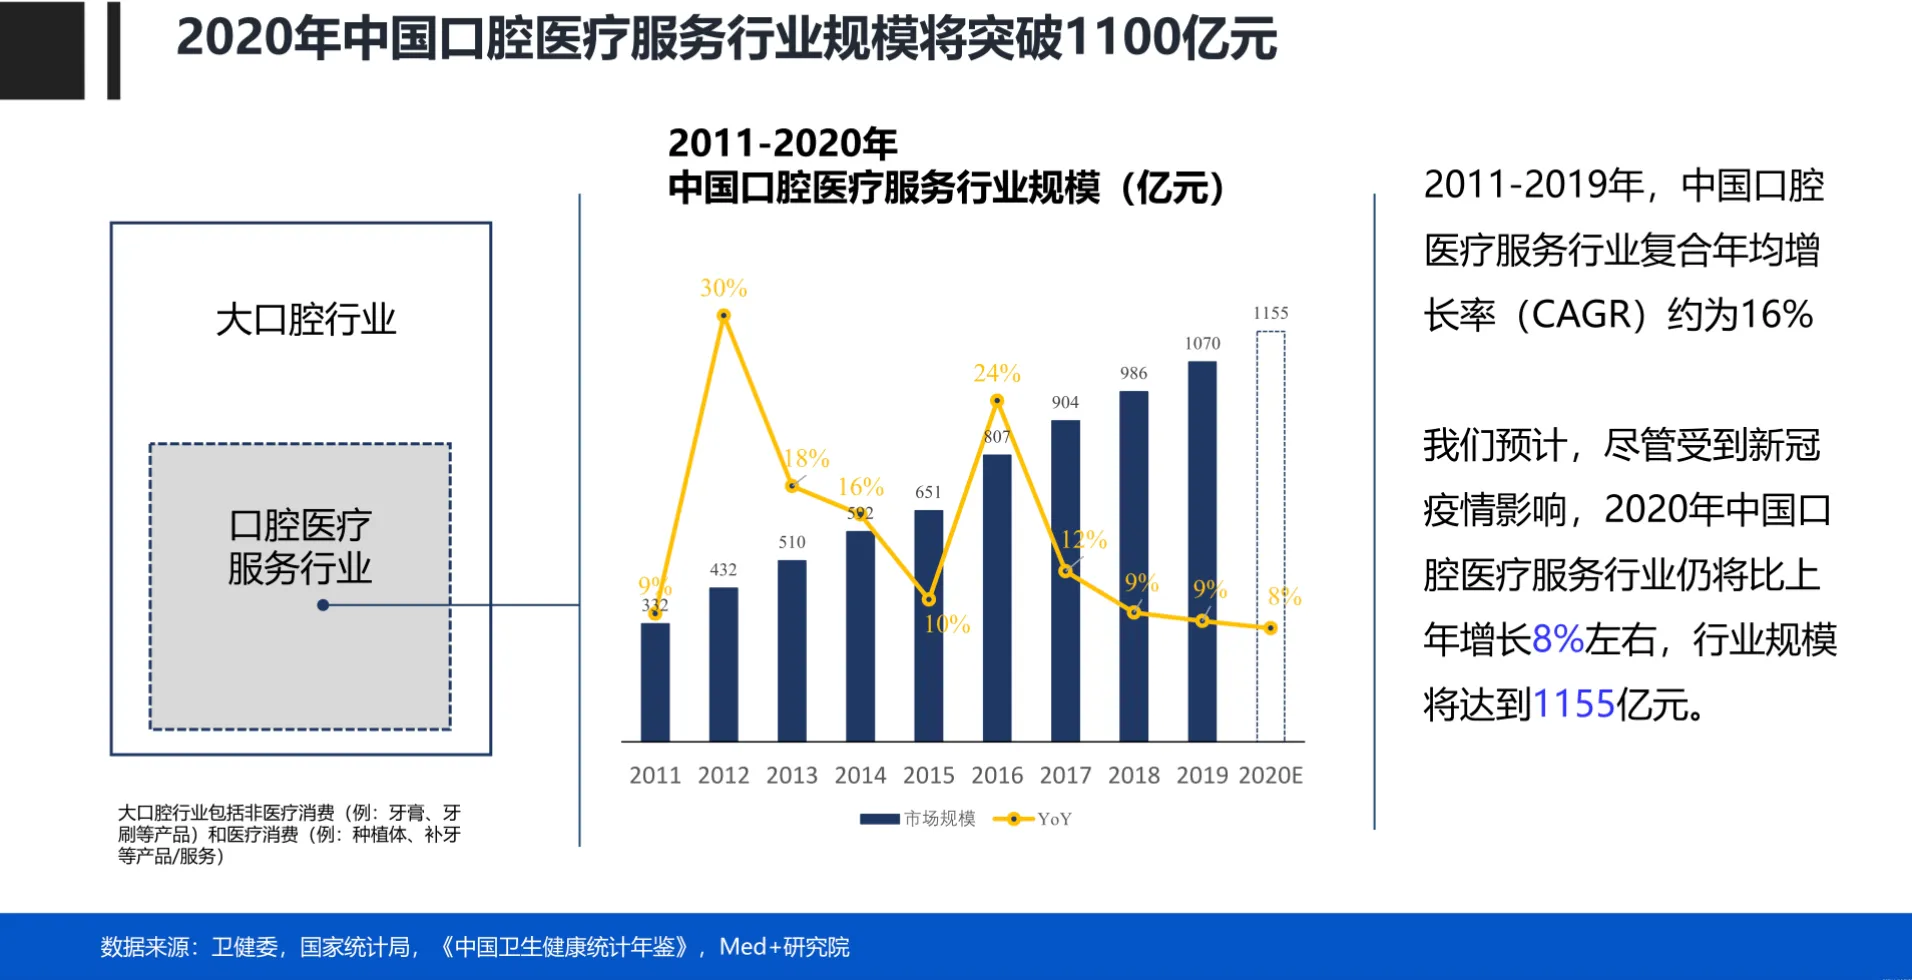 2020年中国口腔医疗服务行业规模将突破1100亿元
大口腔行业
口腔医疗
服务行业
大口腔行业包括非医疗消费（例：牙膏、牙
刷等产品）和医疗消费（例：种植体、补牙
等产品/服务）
2011-2020年
中国口腔医疗服务行业规模（亿元）
30%
1155
1070
24%
986
904
807
18%
16%
592
651
510
12%
432
9%
332
10%
9%
9%
8%
2011 2012 2013 2014 2015 2016 2017 2018 2019 2020E
市场规模 YoY
2011-2019年，中国口腔
医疗服务行业复合年均增
长率（CAGR）约为16%
我们预计，尽管受到新冠
疫情影响，2020年中国口
腔医疗服务行业仍将比上
年增长8%左右，行业规模
将达到1155亿元。
数据来源：卫健委，国家统计局，《中国卫生健康统计年鉴》，Med+研究院